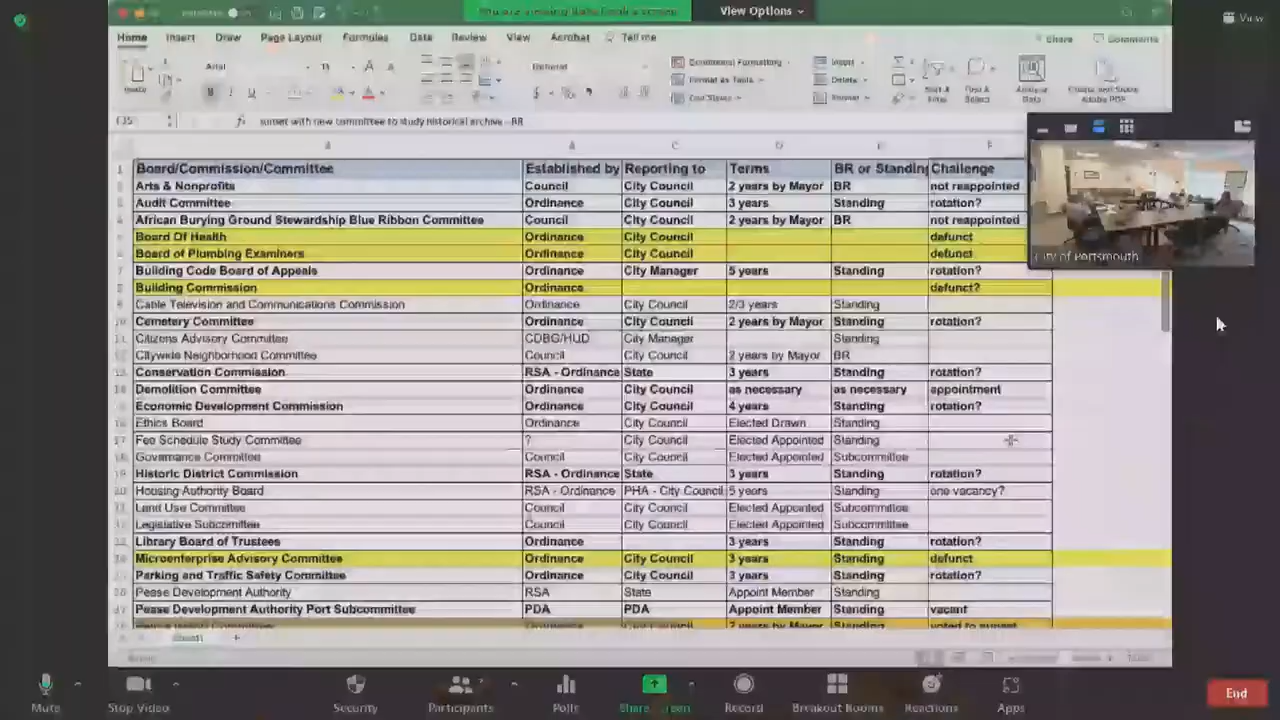 View Options
View
Home Insert Draw Page Layout Formulas Data Review View Acrobat Tell me
Share Comments
Arial
General
Conditional Formatting
Format as Table
Cell Styles
Insert
Delete
Format
sunset with new committee to study historical archive - RR
Board/Commission/Committee Established by Reporting to Terms BR or Standing Challenge
Arts & Nonprofits Council City Council 2 years by Mayor BR not reappointed
Audit Committee Ordinance City Council 3 years Standing rotation?
African Burying Ground Stewardship Blue Ribbon Committee Council City Council 2 years by Mayor BR not reappointed
Board Of Health Ordinance City Council defunct
Board of Plumbing Examiners Ordinance City Council defunct
Building Code Board of Appeals Ordinance City Manager 5 years Standing rotation?
Building Commission Ordinance defunct?
Cable Television and Communications Commission Ordinance City Council 2/3 years Standing
Cemetery Committee Ordinance City Council 2 years by Mayor Standing rotation?
Citizens Advisory Committee CDBG/HUD City Manager Standing
Citywide Neighborhood Committee Council City Council 2 years by Mayor BR
Conservation Commission RSA - Ordinance State 3 years Standing rotation?
Demolition Committee Ordinance City Council as necessary as necessary appointment
Economic Development Commission Ordinance City Council 4 years Standing rotation?
Ethics Board Ordinance City Council Elected Drawn Standing
Fee Schedule Study Committee ? City Council Elected Appointed Standing
Governance Committee Council City Council Elected Appointed Subcommittee
Historic District Commission RSA - Ordinance State 3 years Standing rotation?
Housing Authority Board RSA - Ordinance PHA - City Council 5 years Standing one vacancy?
Land Use Committee Council City Council Elected Appointed Subcommittee
Legislative Subcommittee Council City Council Elected Appointed Subcommittee
Library Board of Trustees Ordinance 3 years Standing rotation?
Microenterprise Advisory Committee Ordinance City Council 3 years Standing defunct
Parking and Traffic Safety Committee Ordinance City Council 3 years Standing rotation?
Pease Development Authority RSA State Appoint Member Standing
Pease Development Authority Port Subcommittee PDA PDA Appoint Member Standing vacant
City of Portsmouth
Mute Stop Video Security Participants Polls Share Screen Record Breakout Rooms Reactions Apps End